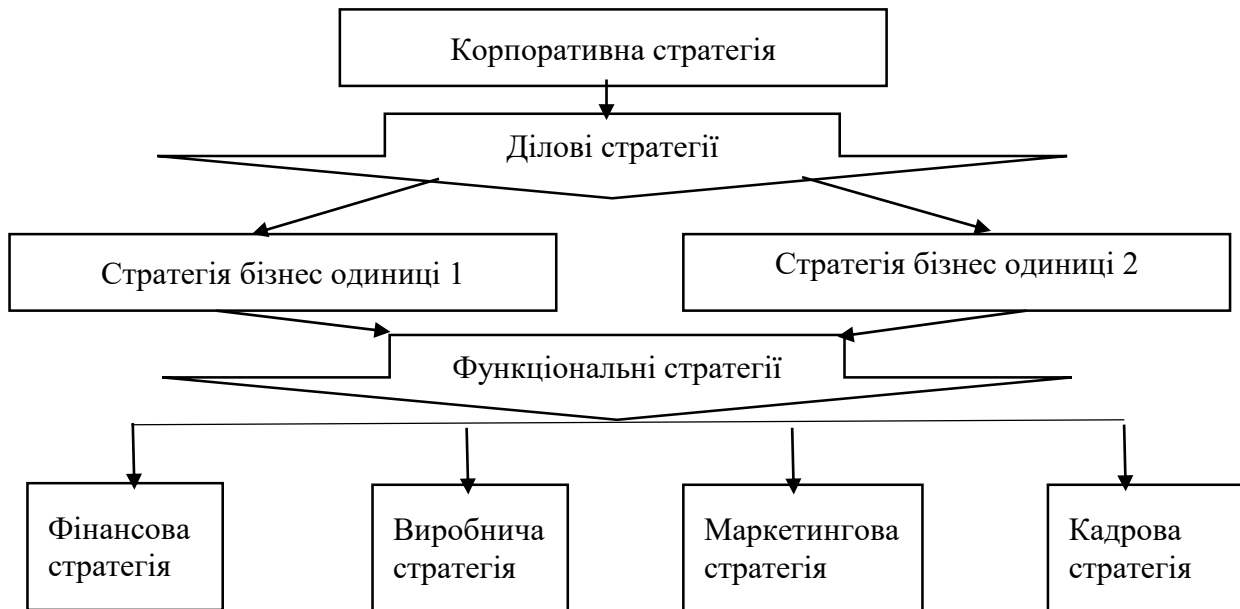 Корпоративна стратегія
Ділові стратегії
Стратегія бізнес одиниці 1
Стратегія бізнес одиниці 2
Функціональні стратегії
Фінансова
стратегія
Виробнича
стратегія
Маркетингова
стратегія
Кадрова
стратегія